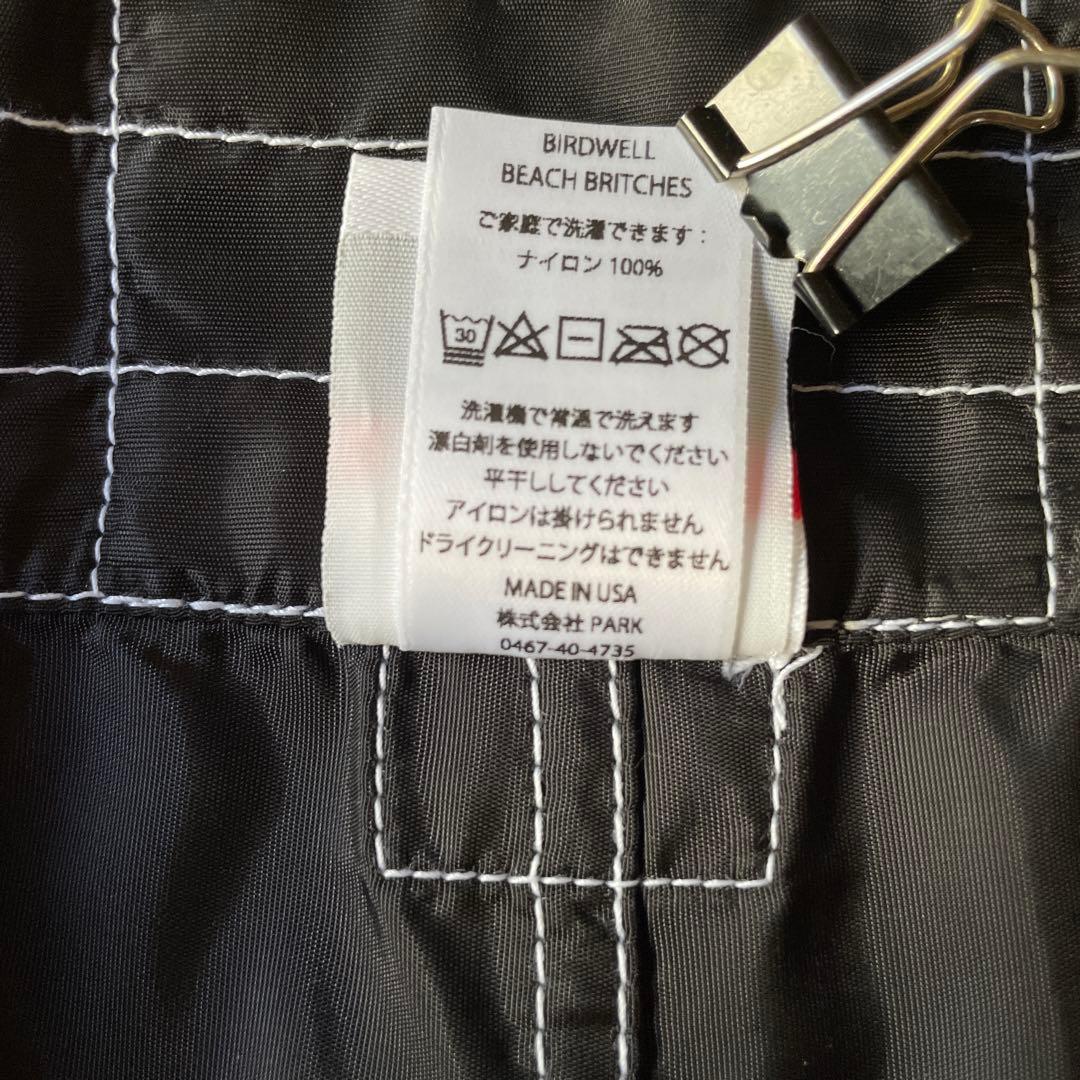 BIRDWELL
BEACH BRITCHES
ご家庭で洗濯できます：
ナイロン 100%
30
洗濯機で常温で洗えます
漂白剤を使用しないでください
平干ししてください
アイロンは掛けられません
ドライクリーニングはできません
MADE IN USA
株式会社 PARK
0467-40-4735